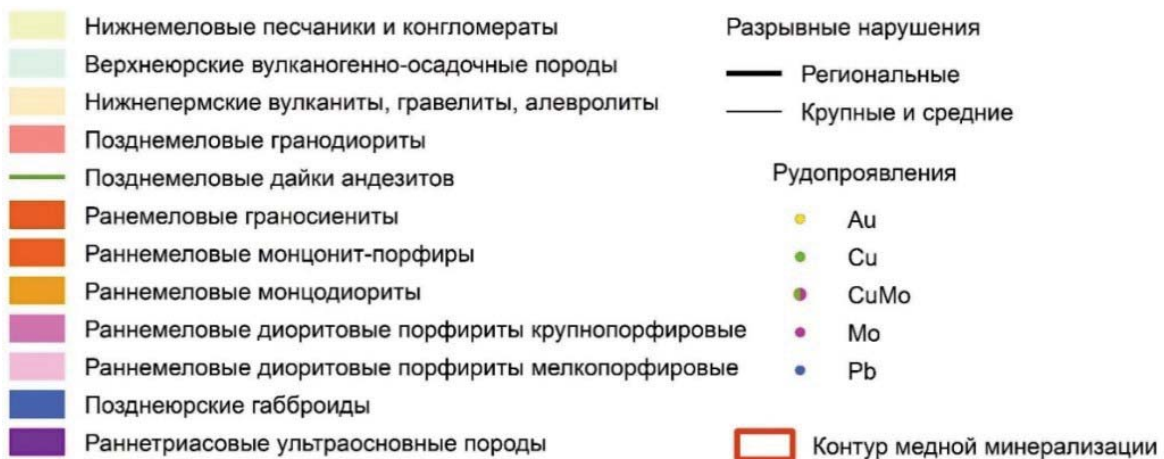 Нижнемеловые песчаники и конгломераты
Верхнеюрские вулканогенно-осадочные породы
Нижнепермские вулканиты, гравелиты, алевролиты
Позднемеловые гранодиориты
Позднемеловые дайки андезитов
Ранемеловые граносиениты
Раннемеловые монцонит-порфиры
Раннемеловые монцодиориты
Раннемеловые диоритовые порфириты крупнопорфировые
Раннемеловые диоритовые порфириты мелкопорфировые
Позднеюрские габброиды
Раннетриасовые ультраосновные породы
Разрывные нарушения
Региональные
Крупные и средние
Рудопроявления
Au
Cu
CuMo
Mo
Pb
Контур медной минерализации